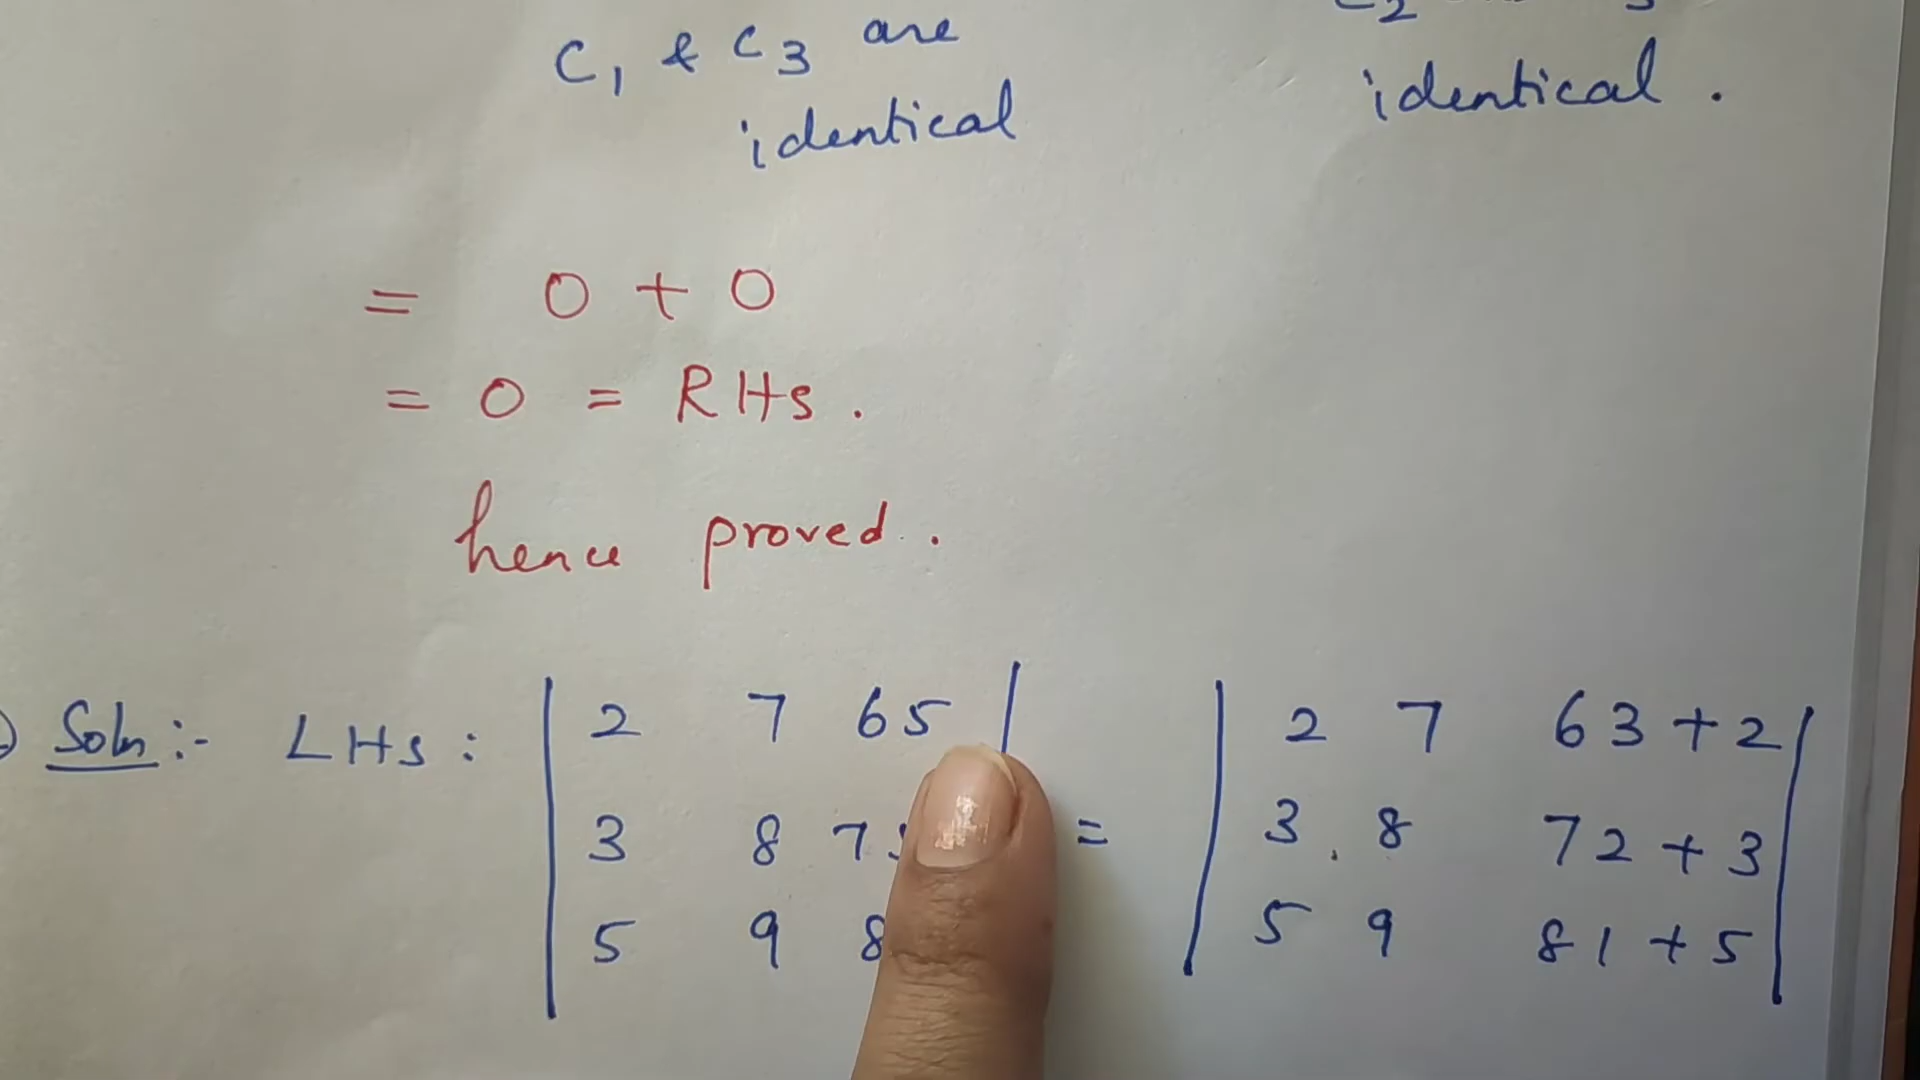 C1 & C3 are
identical
identical .
= 0 + 0
= 0 = RHS .
hence proved .
Soln :- LHS : | 2 7 65 | = | 2 7 63 + 2 |
3 8 7 3 . 8 72 + 3
5 9 8 5 9 81 + 5